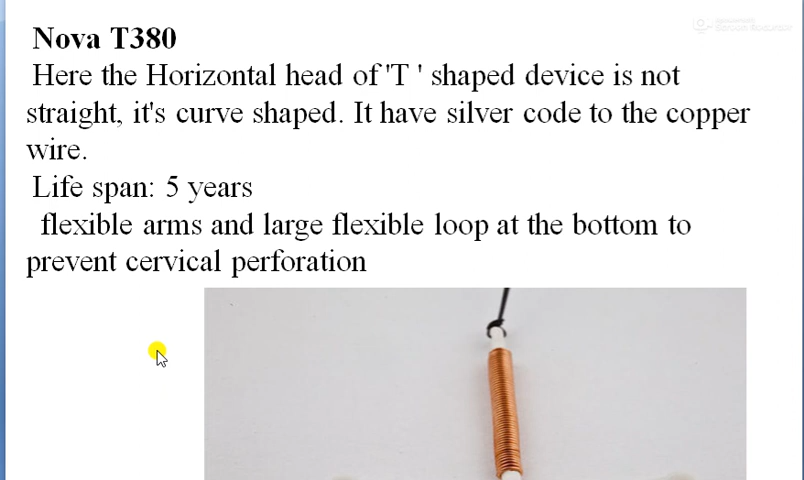 Nova T380
Here the Horizontal head of 'T ' shaped device is not
straight, it's curve shaped. It have silver code to the copper
wire.
Life span: 5 years
flexible arms and large flexible loop at the bottom to
prevent cervical perforation